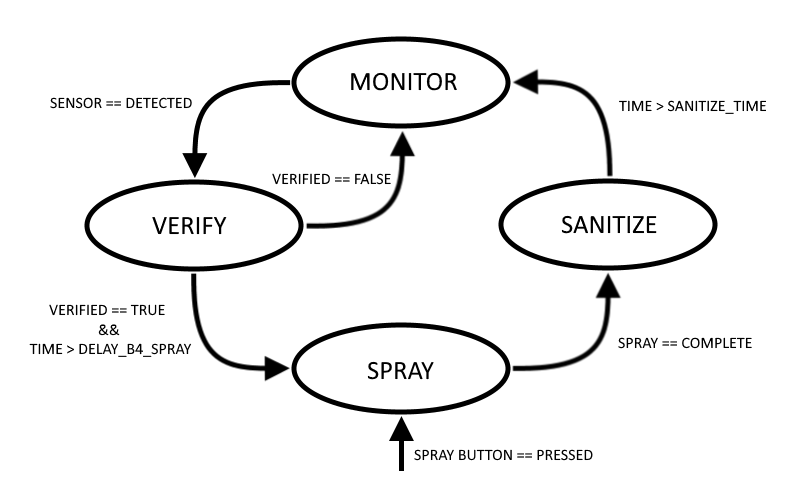 MONITOR
SENSOR == DETECTED
TIME > SANITIZE_TIME
VERIFIED == FALSE
VERIFY
SANITIZE
VERIFIED == TRUE
&&
TIME > DELAY_B4_SPRAY
SPRAY == COMPLETE
SPRAY
SPRAY BUTTON == PRESSED